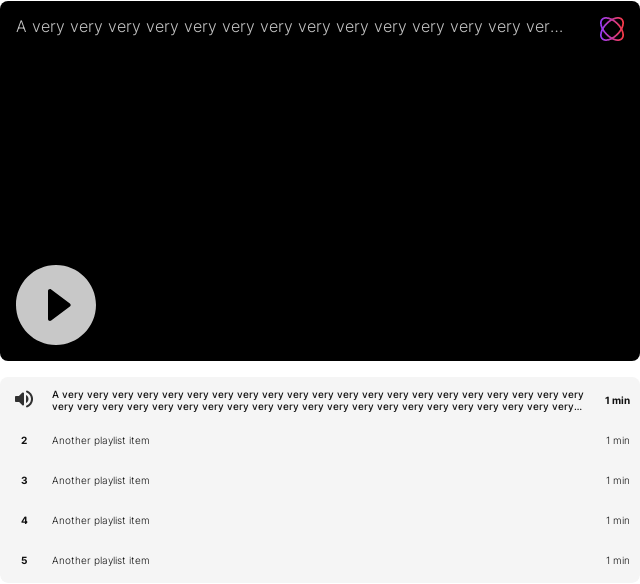 A very very very very very very very very very very very very very ver...
A very very very very very very very very very very very very very very very very very very very very very
very very very very very very very very very very very very very very very very very very very very very...
1 min
2 Another playlist item 1 min
3 Another playlist item 1 min
4 Another playlist item 1 min
5 Another playlist item 1 min